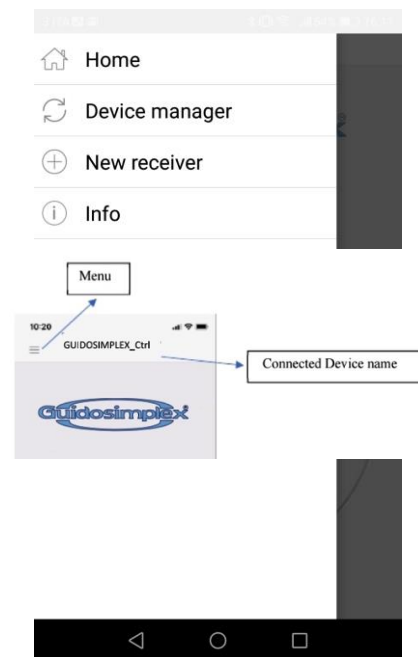 Home
Device manager
New receiver
Info
Menu
10:20
GUIDOSIMPLEX_Ctrl
Connected Device name
Guidosimplex®